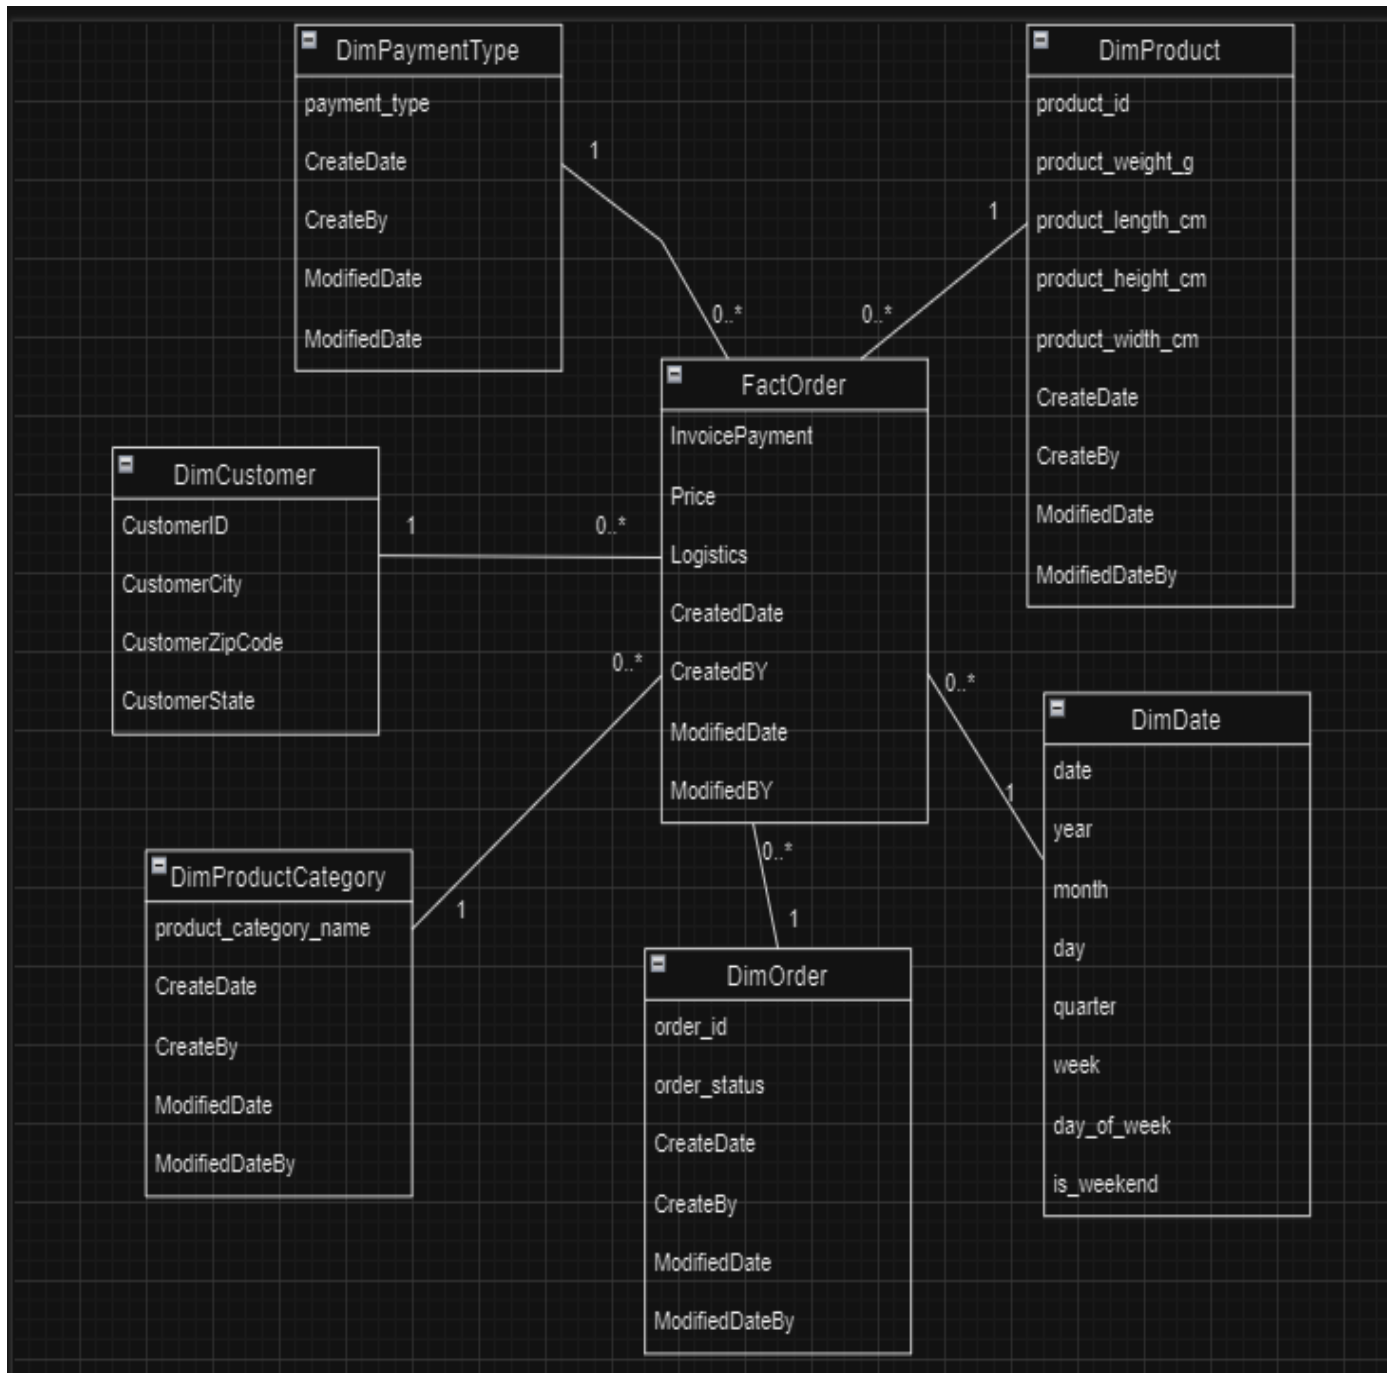 DimPaymentType
payment_type
CreateDate
CreateBy
ModifiedDate
ModifiedDate
1
0..*
DimProduct
product_id
product_weight_g
product_length_cm
product_height_cm
product_width_cm
CreateDate
CreateBy
ModifiedDate
ModifiedDateBy
1
0..*
FactOrder
InvoicePayment
Price
Logistics
CreatedDate
CreatedBY
ModifiedDate
ModifiedBY
DimCustomer
CustomerID
CustomerCity
CustomerZipCode
CustomerState
1
0..*
0..*
1
DimProductCategory
product_category_name
CreateDate
CreateBy
ModifiedDate
ModifiedDateBy
0..*
1
DimOrder
order_id
order_status
CreateDate
CreateBy
ModifiedDate
ModifiedDateBy
0..*
1
DimDate
date
year
month
day
quarter
week
day_of_week
is_weekend